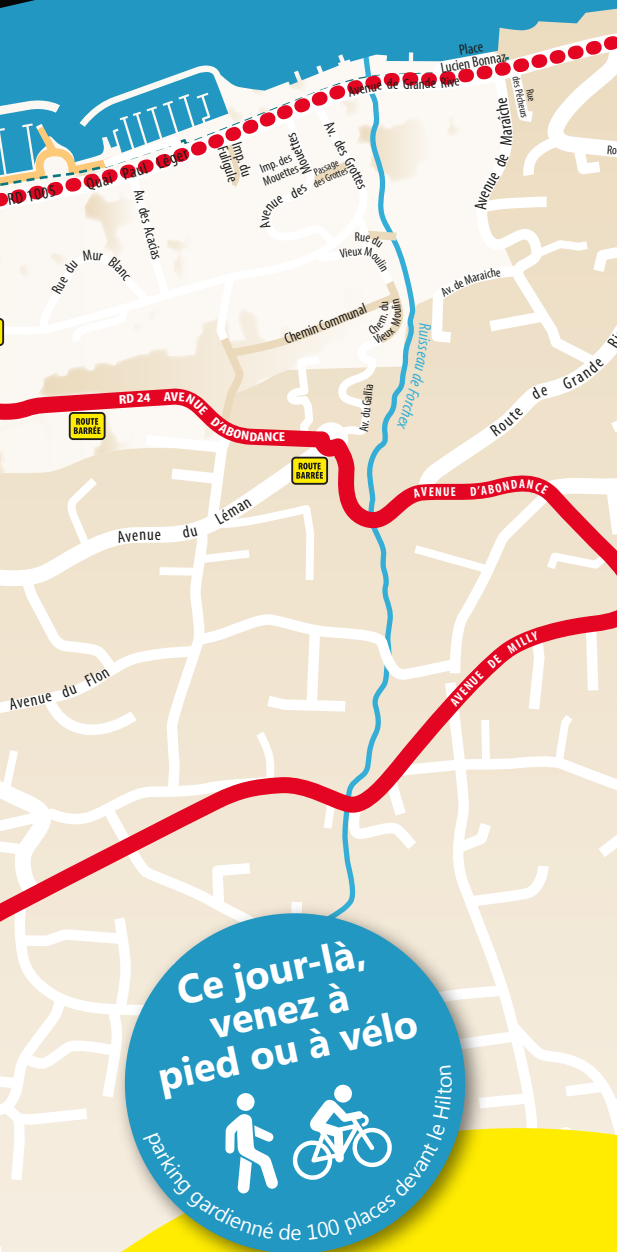 Place
Lucien Bonnaz
Avenue de Grande Rive
Rue
des Pêcheurs
Avenue de Maraiche
Quai Paul Léger
RD 1005
Imp. du
Fuligule
Imp. des
Mouettes
Avenue des Mouettes
Av. des Grottes
Passage
des Grottes
Av. des Acacias
Rue du Mur Blanc
Rue du
Vieux Moulin
Av. de Maraiche
Chemin Communal
Chem. du
Vieux Moulin
Ruisseau de Forchex
Av. du Gallia
Route de Grande Ri
Ro
RD 24 AVENUE D'ABONDANCE
ROUTE
BARRÉE
ROUTE
BARRÉE
AVENUE D'ABONDANCE
Avenue du Léman
AVENUE DE MILLY
Avenue du Flon
Ce jour-là,
venez à
pied ou à vélo
parking gardienné de 100 places devant le Hilton